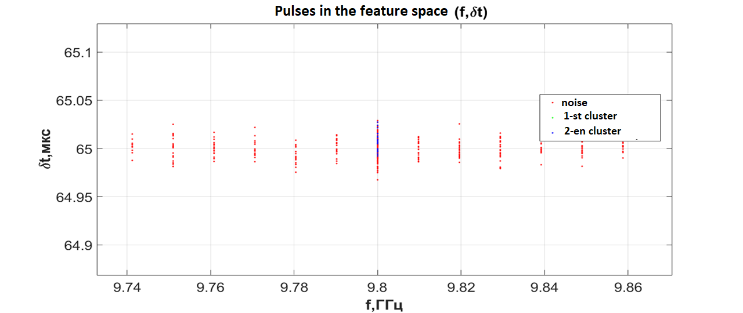 Pulses in the feature space (f,δt)
65.1
65.05
65
64.95
64.9
δt,мкс
noise
1-st cluster
2-en cluster
9.74 9.76 9.78 9.8 9.82 9.84 9.86
f,ГГц